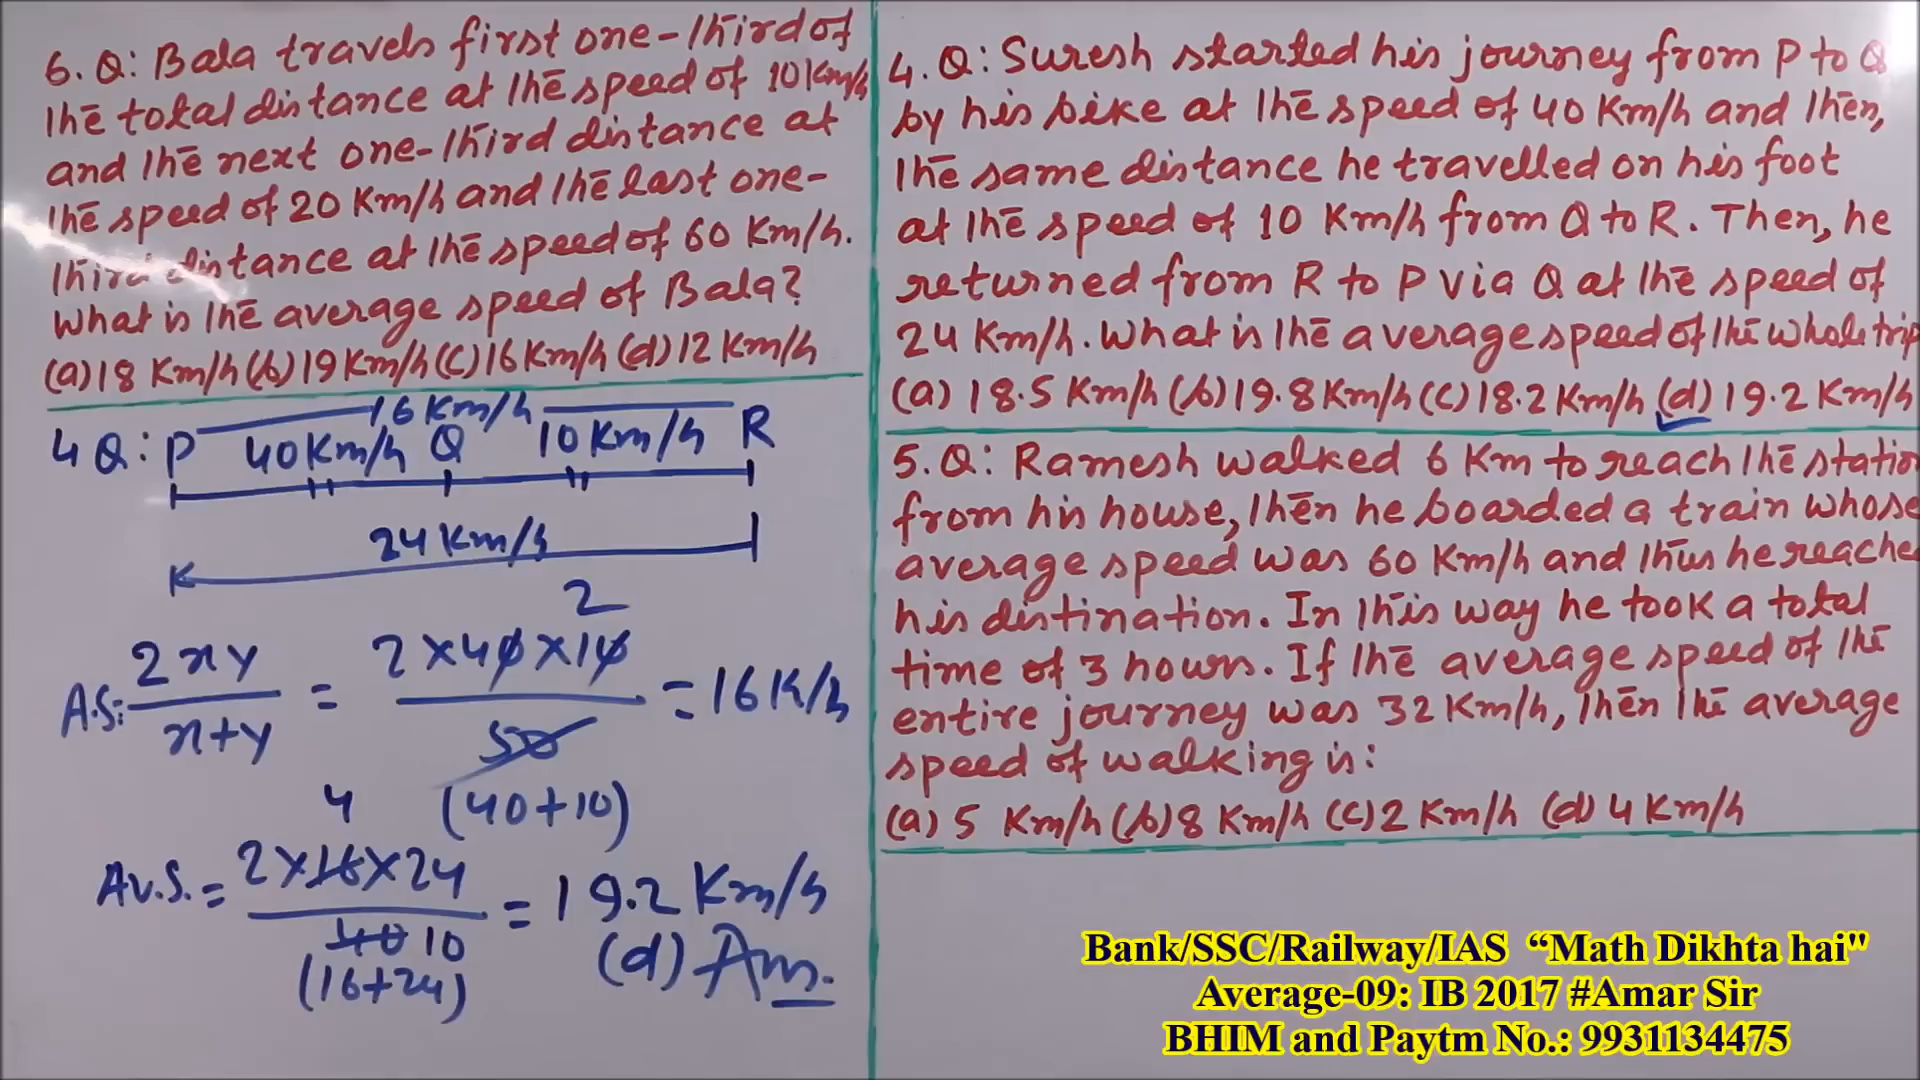 6. Q: Bala travels first one-third of
the total distance at the speed of 10 Km/h
and the next one-third distance at
the speed of 20 Km/h and the last one-
third distance at the speed of 60 Km/h.
What is the average speed of Bala?
(a) 18 Km/h (b) 19 Km/h (c) 16 Km/h (d) 12 Km/h
16 Km/h
4 Q: P 40 Km/h Q 10 Km/h R
24 Km/h
2
A.S: 2xy / x+y = 2×40×10 / 50 = 16 K/h
(40+10)
4
Av.S. = 2×16×24 / 40 10 = 19.2 Km/h
(16+24)
(d) Ans.
4. Q: Suresh started his journey from P to Q
by his bike at the speed of 40 Km/h and then,
the same distance he travelled on his foot
at the speed of 10 Km/h from Q to R. Then, he
returned from R to P via Q at the speed of
24 Km/h. What is the average speed of the whole trip
(a) 18.5 Km/h (b) 19.8 Km/h (c) 18.2 Km/h (d) 19.2 Km/h
5. Q: Ramesh walked 6 Km to reach the statio
from his house, then he boarded a train whose
average speed was 60 Km/h and thus he reache
his distination. In this way he took a total
time of 3 hours. If the average speed of the
entire journey was 32 Km/h, then the average
speed of walking is:
(a) 5 Km/h (b) 8 Km/h (c) 2 Km/h (d) 4 Km/h
Bank/SSC/Railway/IAS “Math Dikhta hai"
Average-09: IB 2017 #Amar Sir
BHIM and Paytm No.: 9931134475